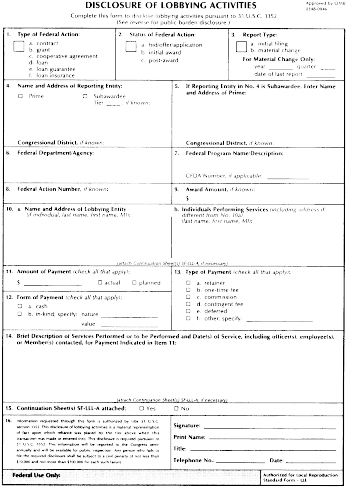 DISCLOSURE OF LOBBYING ACTIVITIES
Approved by OMB
0348-0046
Complete this form to disclose lobbying activities pursuant to 31 U.S.C. 1352
(See reverse for public burden disclosure.)
1. Type of Federal Action:
a. contract
b. grant
c. cooperative agreement
d. loan
e. loan guarantee
f. loan insurance
2. Status of Federal Action:
a. bid/offer/application
b. initial award
c. post-award
3. Report Type:
a. initial filing
b. material change
For Material Change Only:
year quarter
date of last report
4. Name and Address of Reporting Entity:
Prime Subawardee
Tier , if known:
Congressional District, if known:
5. If Reporting Entity in No. 4 is Subawardee, Enter Name
and Address of Prime:
Congressional District, if known:
6. Federal Department/Agency:
7. Federal Program Name/Description:
CFDA Number, if applicable:
8. Federal Action Number, if known:
9. Award Amount, if known:
$
10. a. Name and Address of Lobbying Entity
(if individual, last name, first name, MI):
b. Individuals Performing Services (including address if
different from No. 10a)
(last name, first name, MI):
(attach Continuation Sheet(s) SF-LLL-A, if necessary)
11. Amount of Payment (check all that apply):
$ actual planned
12. Form of Payment (check all that apply):
a. cash
b. in-kind; specify: nature
value
13. Type of Payment (check all that apply):
a. retainer
b. one-time fee
c. commission
d. contingent fee
e. deferred
f. other; specify:
14. Brief Description of Services Performed or to be Performed and Date(s) of Service, including officer(s), employee(s),
or Member(s) contacted, for Payment Indicated in Item 11:
(attach Continuation Sheet(s) SF-LLL-A, if necessary)
15. Continuation Sheet(s) SF-LLL-A attached: Yes No
16. Information requested through this form is authorized by title 31 U.S.C.
section 1352. This disclosure of lobbying activities is a material representation
of fact upon which reliance was placed by the tier above when this
transaction was made or entered into. This disclosure is required pursuant to
31 U.S.C. 1352. This information will be reported to the Congress semi-
annually and will be available for public inspection. Any person who fails to
file the required disclosure shall be subject to a civil penalty of not less than
$10,000 and not more than $100,000 for each such failure.
Signature:
Print Name:
Title:
Telephone No.: Date:
Federal Use Only:
Authorized for Local Reproduction
Standard Form - LLL